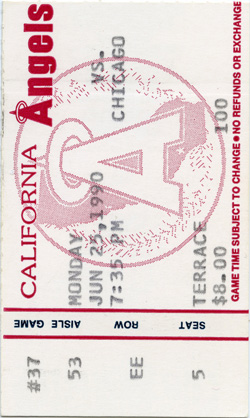 CALIFORNIA
Angels
CA
MONDAY
JUN 25,1990 VS.
7:35 PM CHICAGO
TERRACE
$8.00 100
GAME TIME SUBJECT TO CHANGE • NO REFUNDS OR EXCHANGE
GAME AISLE ROW SEAT
#37 53 EE 5